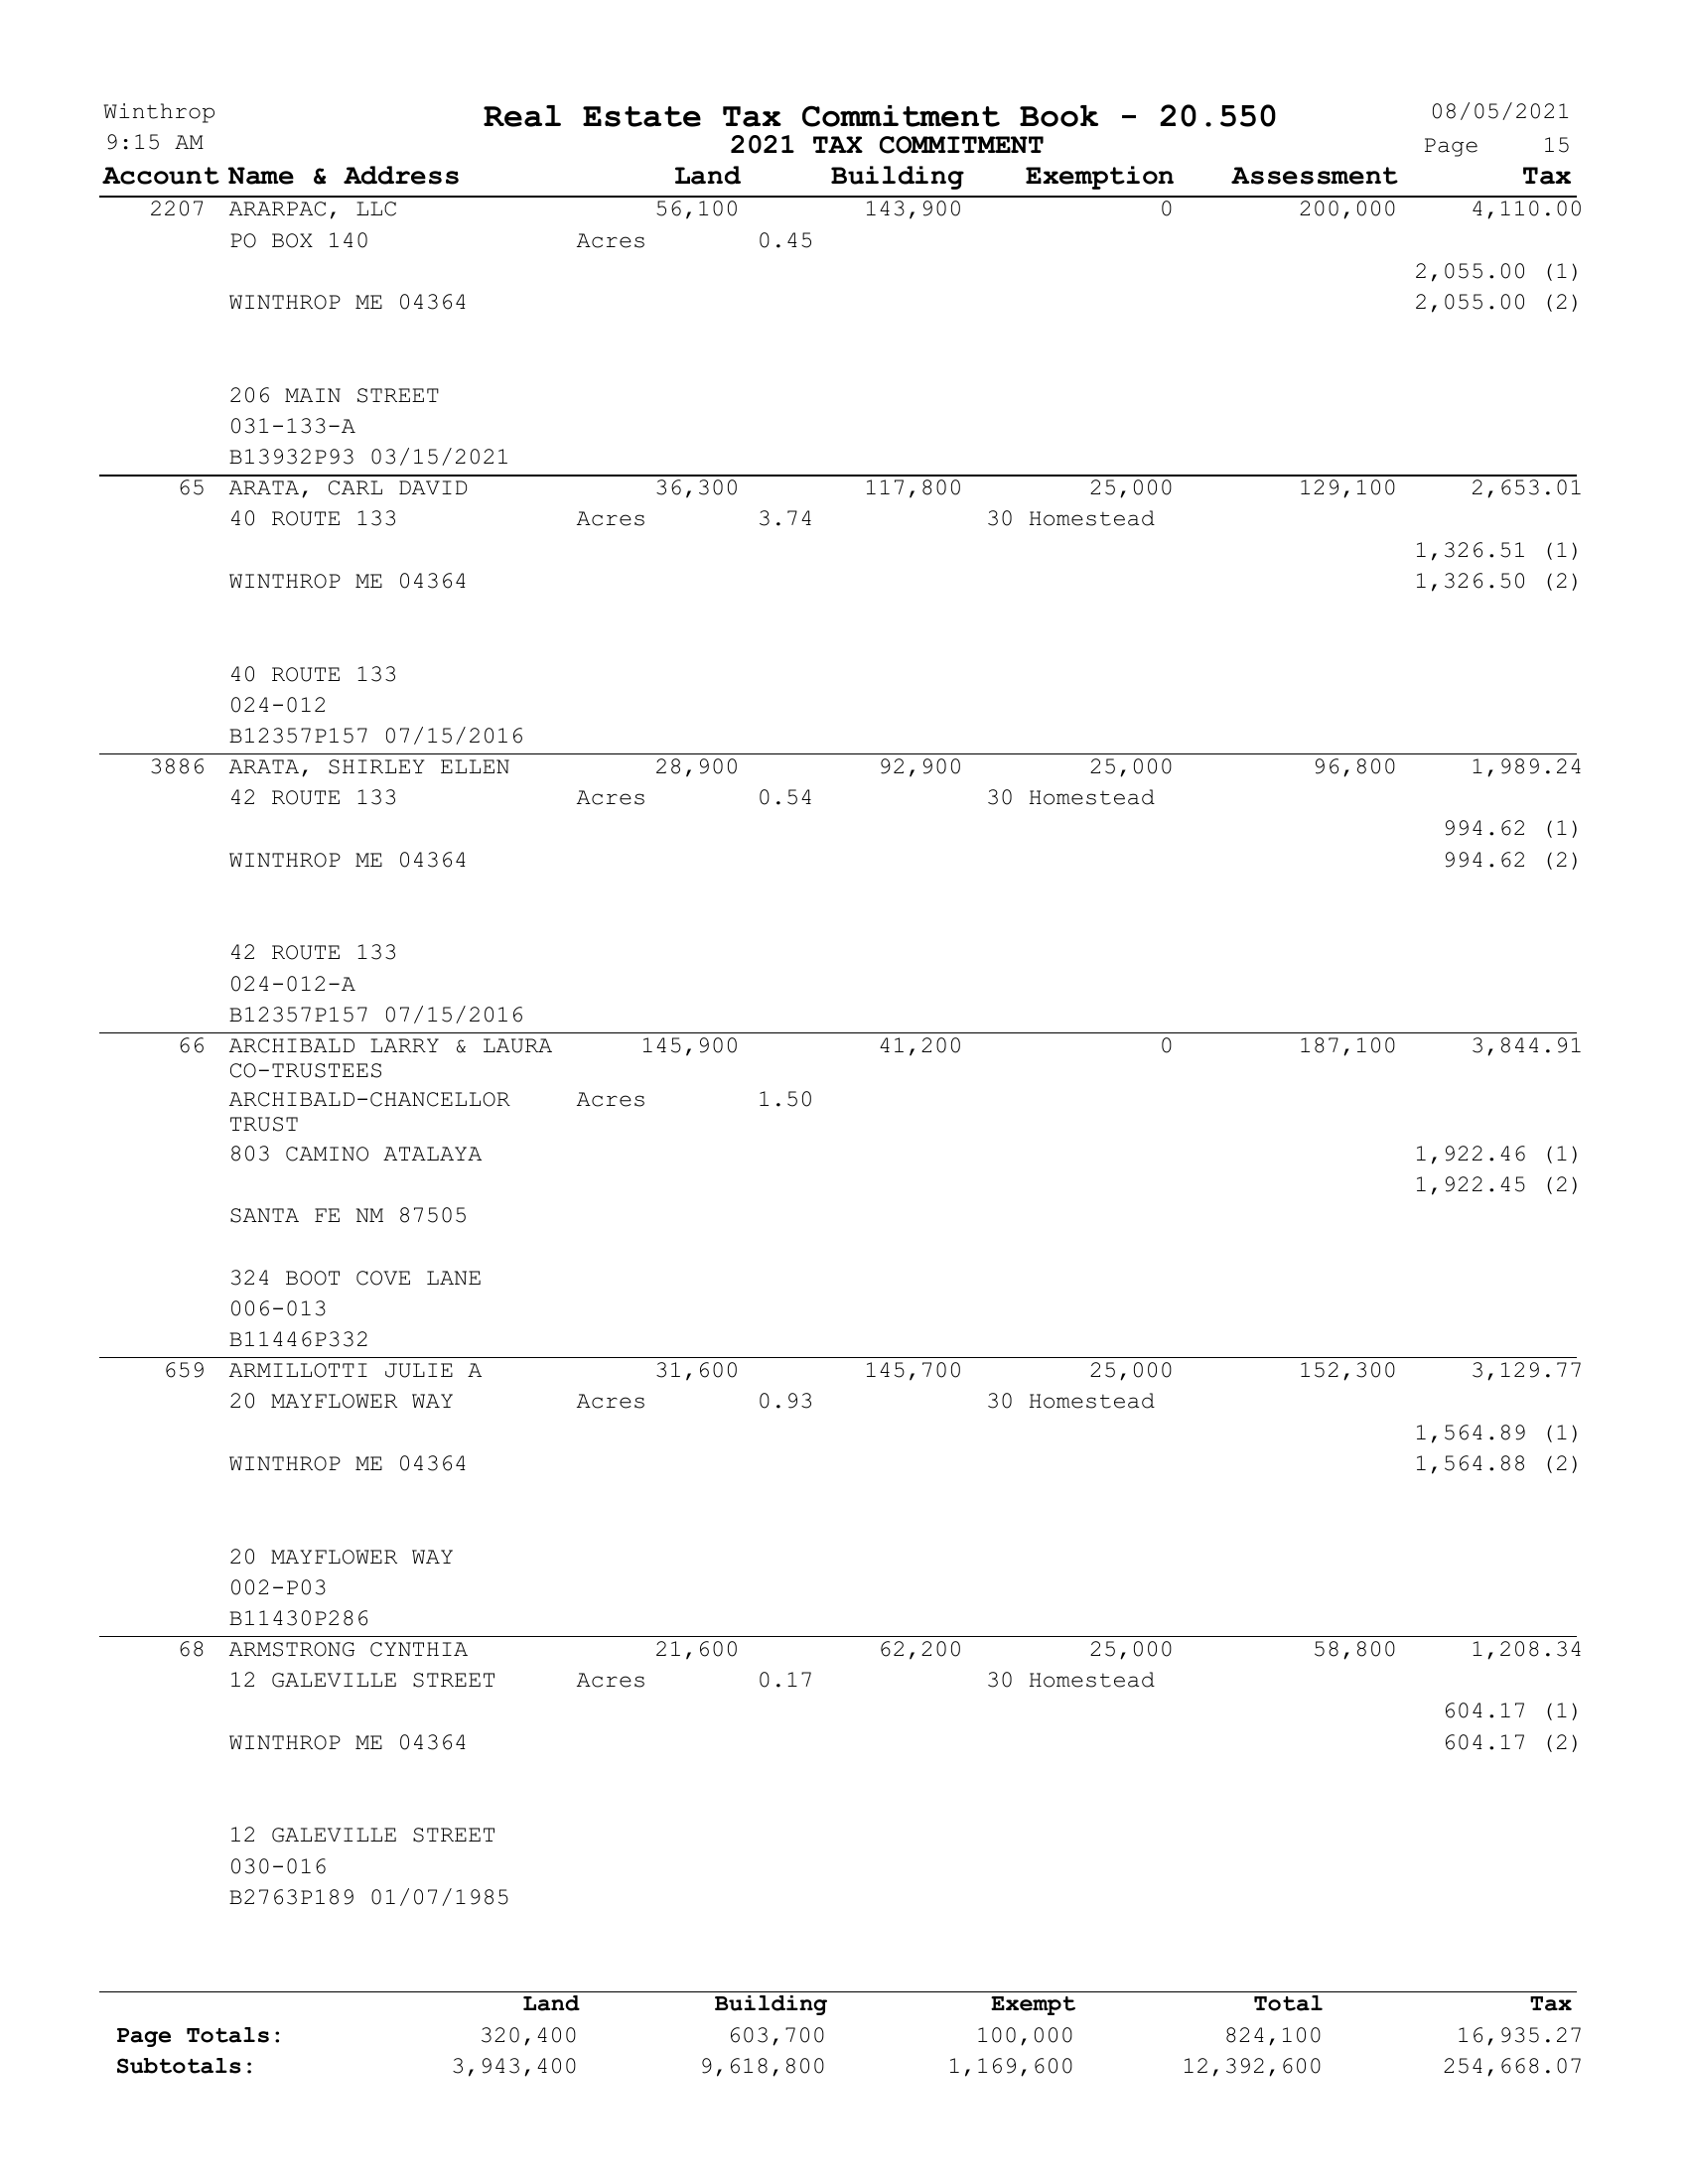 Winthrop Real Estate Tax Commitment Book - 20.550 08/05/2021
9:15 AM 2021 TAX COMMITMENT Page 15
Account Name & Address Land Building Exemption Assessment Tax
2207 ARARPAC, LLC 56,100 143,900 0 200,000 4,110.00
PO BOX 140 Acres 0.45
2,055.00 (1)
WINTHROP ME 04364 2,055.00 (2)
206 MAIN STREET
031-133-A
B13932P93 03/15/2021
65 ARATA, CARL DAVID 36,300 117,800 25,000 129,100 2,653.01
40 ROUTE 133 Acres 3.74 30 Homestead
1,326.51 (1)
WINTHROP ME 04364 1,326.50 (2)
40 ROUTE 133
024-012
B12357P157 07/15/2016
3886 ARATA, SHIRLEY ELLEN 28,900 92,900 25,000 96,800 1,989.24
42 ROUTE 133 Acres 0.54 30 Homestead
994.62 (1)
WINTHROP ME 04364 994.62 (2)
42 ROUTE 133
024-012-A
B12357P157 07/15/2016
66 ARCHIBALD LARRY & LAURA 145,900 41,200 0 187,100 3,844.91
CO-TRUSTEES
ARCHIBALD-CHANCELLOR Acres 1.50
TRUST
803 CAMINO ATALAYA 1,922.46 (1)
1,922.45 (2)
SANTA FE NM 87505
324 BOOT COVE LANE
006-013
B11446P332
659 ARMILLOTTI JULIE A 31,600 145,700 25,000 152,300 3,129.77
20 MAYFLOWER WAY Acres 0.93 30 Homestead
1,564.89 (1)
WINTHROP ME 04364 1,564.88 (2)
20 MAYFLOWER WAY
002-P03
B11430P286
68 ARMSTRONG CYNTHIA 21,600 62,200 25,000 58,800 1,208.34
12 GALEVILLE STREET Acres 0.17 30 Homestead
604.17 (1)
WINTHROP ME 04364 604.17 (2)
12 GALEVILLE STREET
030-016
B2763P189 01/07/1985
Land Building Exempt Total Tax
Page Totals: 320,400 603,700 100,000 824,100 16,935.27
Subtotals: 3,943,400 9,618,800 1,169,600 12,392,600 254,668.07